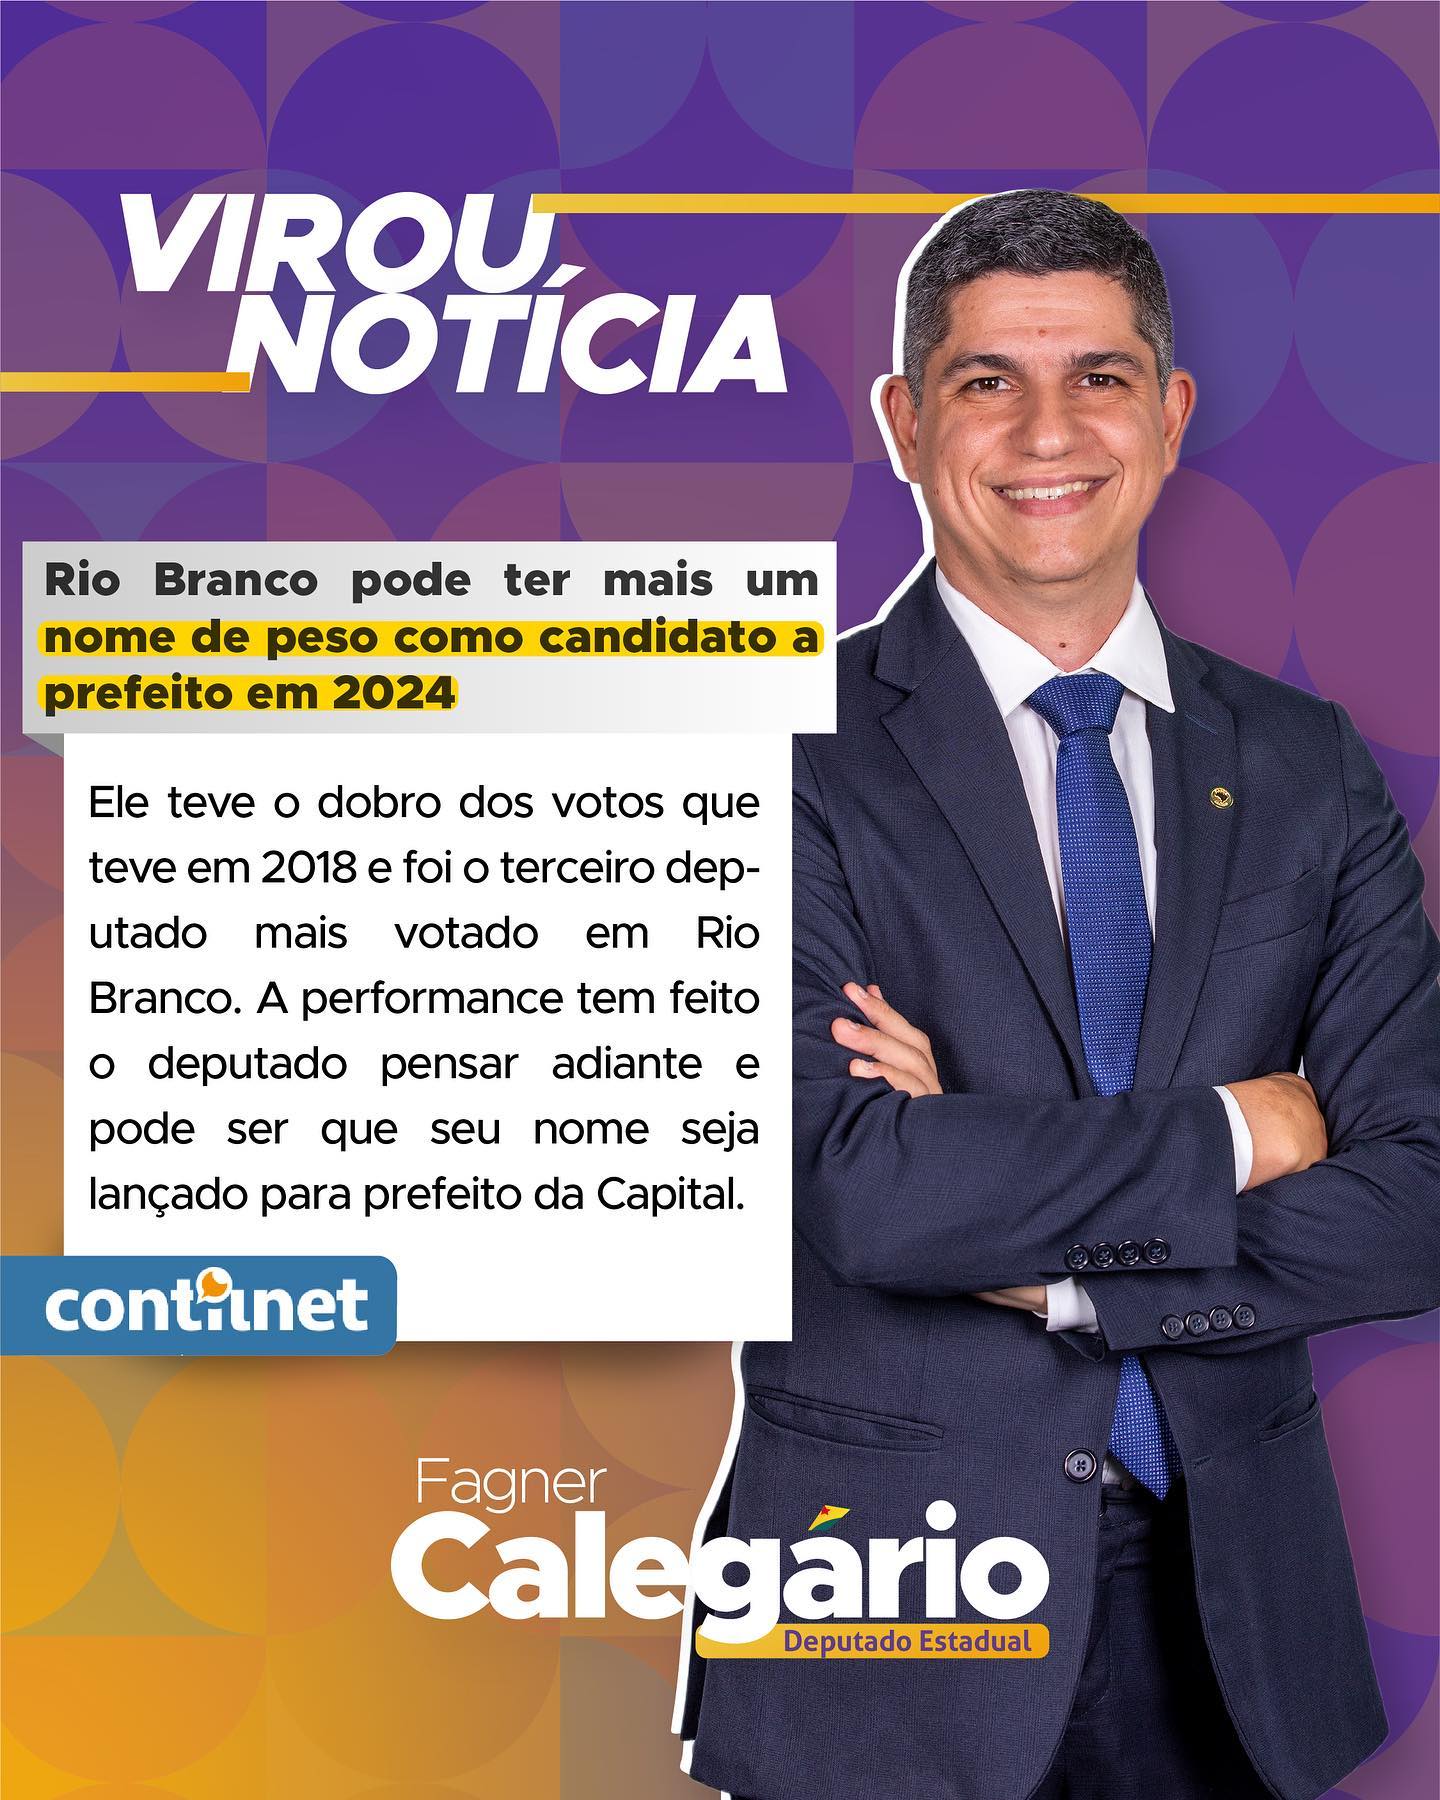 VIROU
NOTÍCIA
Rio Branco pode ter mais um
nome de peso como candidato a
prefeito em 2024
Ele teve o dobro dos votos que
teve em 2018 e foi o terceiro dep-
utado mais votado em Rio
Branco. A performance tem feito
o deputado pensar adiante e
pode ser que seu nome seja
lançado para prefeito da Capital.
contilnet
Fagner
Calegário
Deputado Estadual